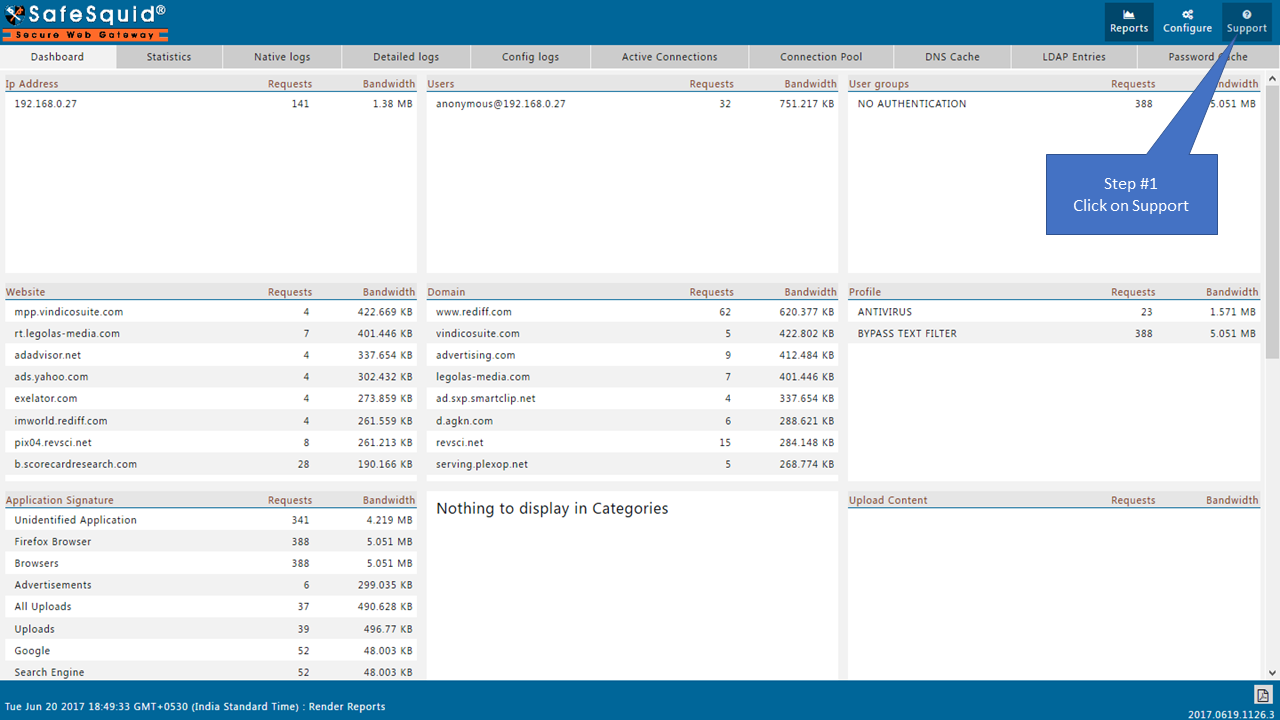 SafeSquid®
Secure Web Gateway
Reports Configure Support
Dashboard Statistics Native logs Detailed logs Config logs Active Connections Connection Pool DNS Cache LDAP Entries Password
Ip Address Requests Bandwidth
192.168.0.27 141 1.38 MB
Users Requests Bandwidth
anonymous@192.168.0.27 32 751.217 KB
User groups Requests
NO AUTHENTICATION 388 5.051 MB
Step #1
Click on Support
Website Requests Bandwidth
mpp.vindicosuite.com 4 422.669 KB
rt.legolas-media.com 7 401.446 KB
adadvisor.net 4 337.654 KB
ads.yahoo.com 4 302.432 KB
exelator.com 4 273.859 KB
imworld.rediff.com 4 261.559 KB
pix04.revsci.net 8 261.213 KB
b.scorecardresearch.com 28 190.166 KB
Domain Requests Bandwidth
www.rediff.com 62 620.377 KB
vindicosuite.com 5 422.802 KB
advertising.com 9 412.484 KB
legolas-media.com 7 401.446 KB
ad.sxp.smartclip.net 4 337.654 KB
d.agkn.com 6 288.621 KB
revsci.net 15 284.148 KB
serving.plexop.net 5 268.774 KB
Profile Requests Bandwidth
ANTIVIRUS 23 1.571 MB
BYPASS TEXT FILTER 388 5.051 MB
Application Signature Requests Bandwidth
Unidentified Application 341 4.219 MB
Firefox Browser 388 5.051 MB
Browsers 388 5.051 MB
Advertisements 6 299.035 KB
All Uploads 37 490.628 KB
Uploads 39 496.77 KB
Google 52 48.003 KB
Search Engine 52 48.003 KB
Nothing to display in Categories
Upload Content Requests Bandwidth
Tue Jun 20 2017 18:49:33 GMT+0530 (India Standard Time) : Render Reports
2017.0619.1126.3